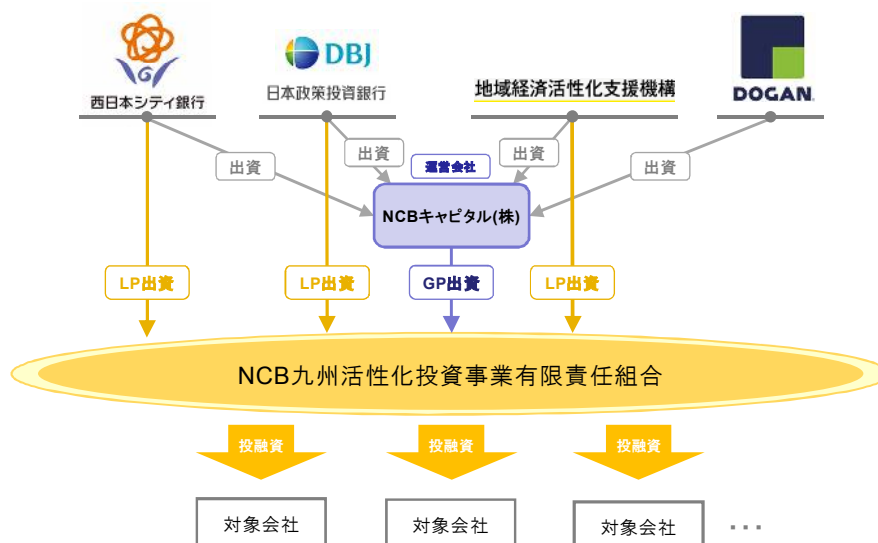 西日本シティ銀行
DBJ
日本政策投資銀行
地域経済活性化支援機構
DOGAN
出資
出資
出資
出資
運営会社
NCBキャピタル(株)
LP出資
LP出資
GP出資
LP出資
NCB九州活性化投資事業有限責任組合
投融資
投融資
投融資
対象会社
対象会社
対象会社
...